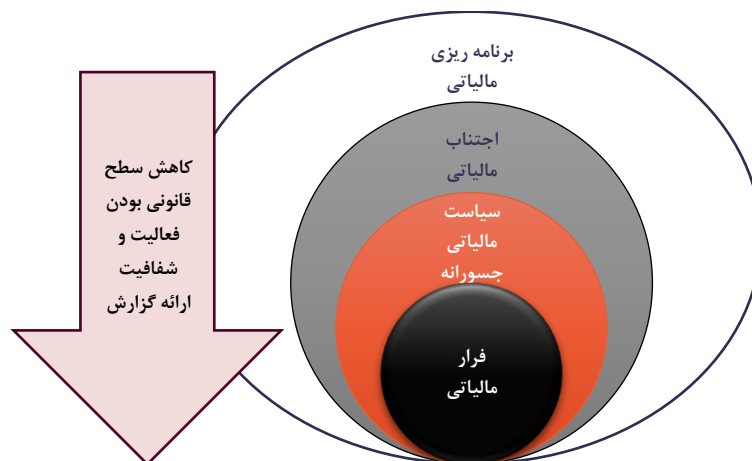 برنامه ریزی
مالیاتی
اجتناب
مالیاتی
سیاست
مالیاتی
جسورانه
فرار
مالیاتی
کاهش سطح
قانونی بودن
فعالیت و
شفافیت
ارائه گزارش